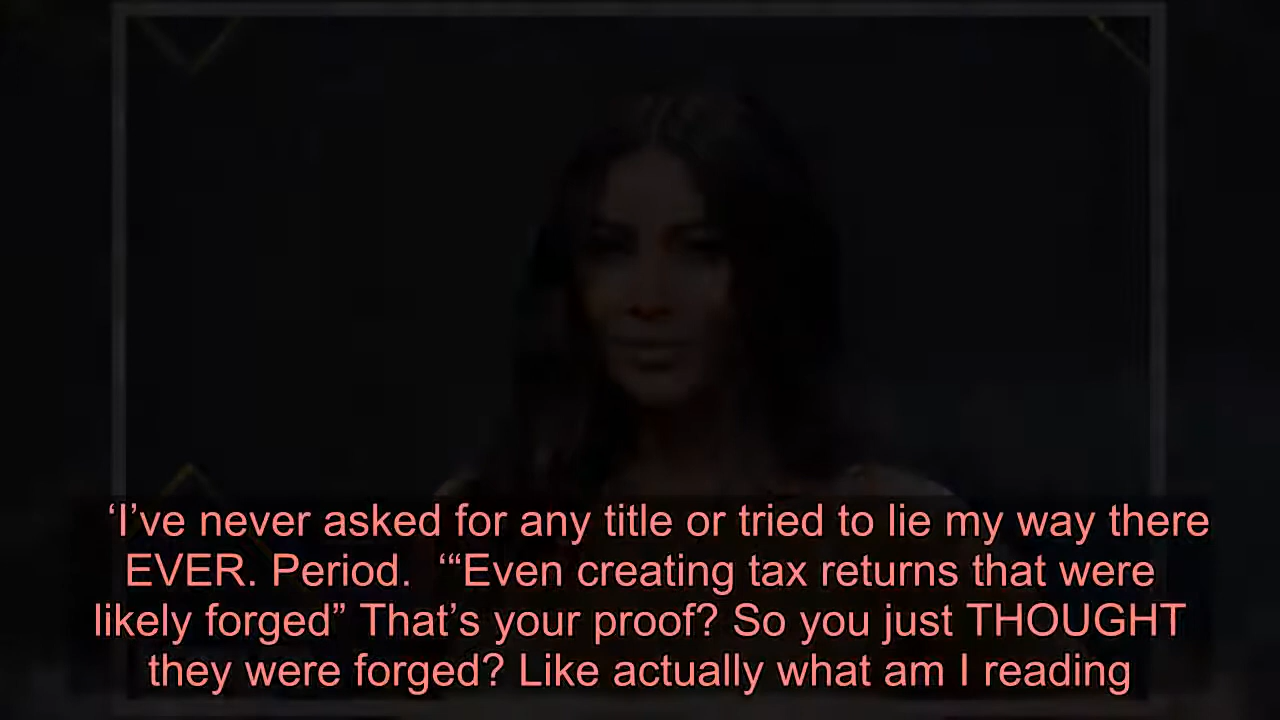 ‘I’ve never asked for any title or tried to lie my way there
EVER. Period.  ‘“Even creating tax returns that were
likely forged” That’s your proof? So you just THOUGHT
they were forged? Like actually what am I reading